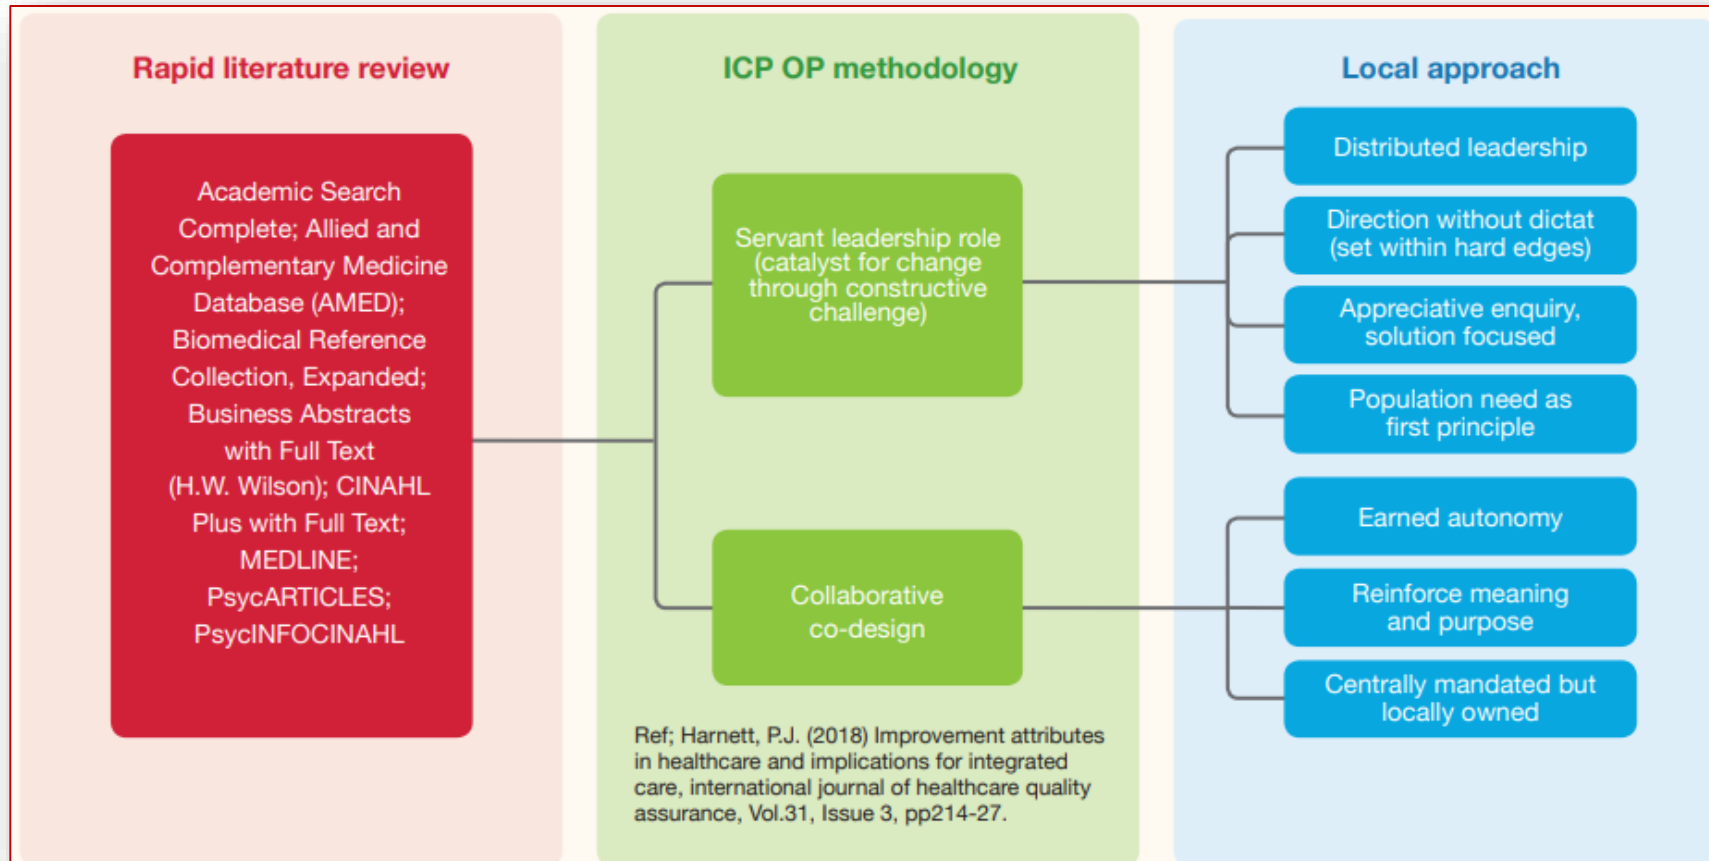 Rapid literature review
Academic Search
Complete; Allied and
Complementary Medicine
Database (AMED);
Biomedical Reference
Collection, Expanded;
Business Abstracts
with Full Text
(H.W. Wilson); CINAHL
Plus with Full Text;
MEDLINE;
PsycARTICLES;
PsycINFOCINAHL
ICP OP methodology
Servant leadership role
(catalyst for change
through constructive
challenge)
Collaborative
co-design
Ref; Harnett, P.J. (2018) Improvement attributes
in healthcare and implications for integrated
care, international journal of healthcare quality
assurance, Vol.31, Issue 3, pp214-27.
Local approach
Distributed leadership
Direction without dictat
(set within hard edges)
Appreciative enquiry,
solution focused
Population need as
first principle
Earned autonomy
Reinforce meaning
and purpose
Centrally mandated but
locally owned